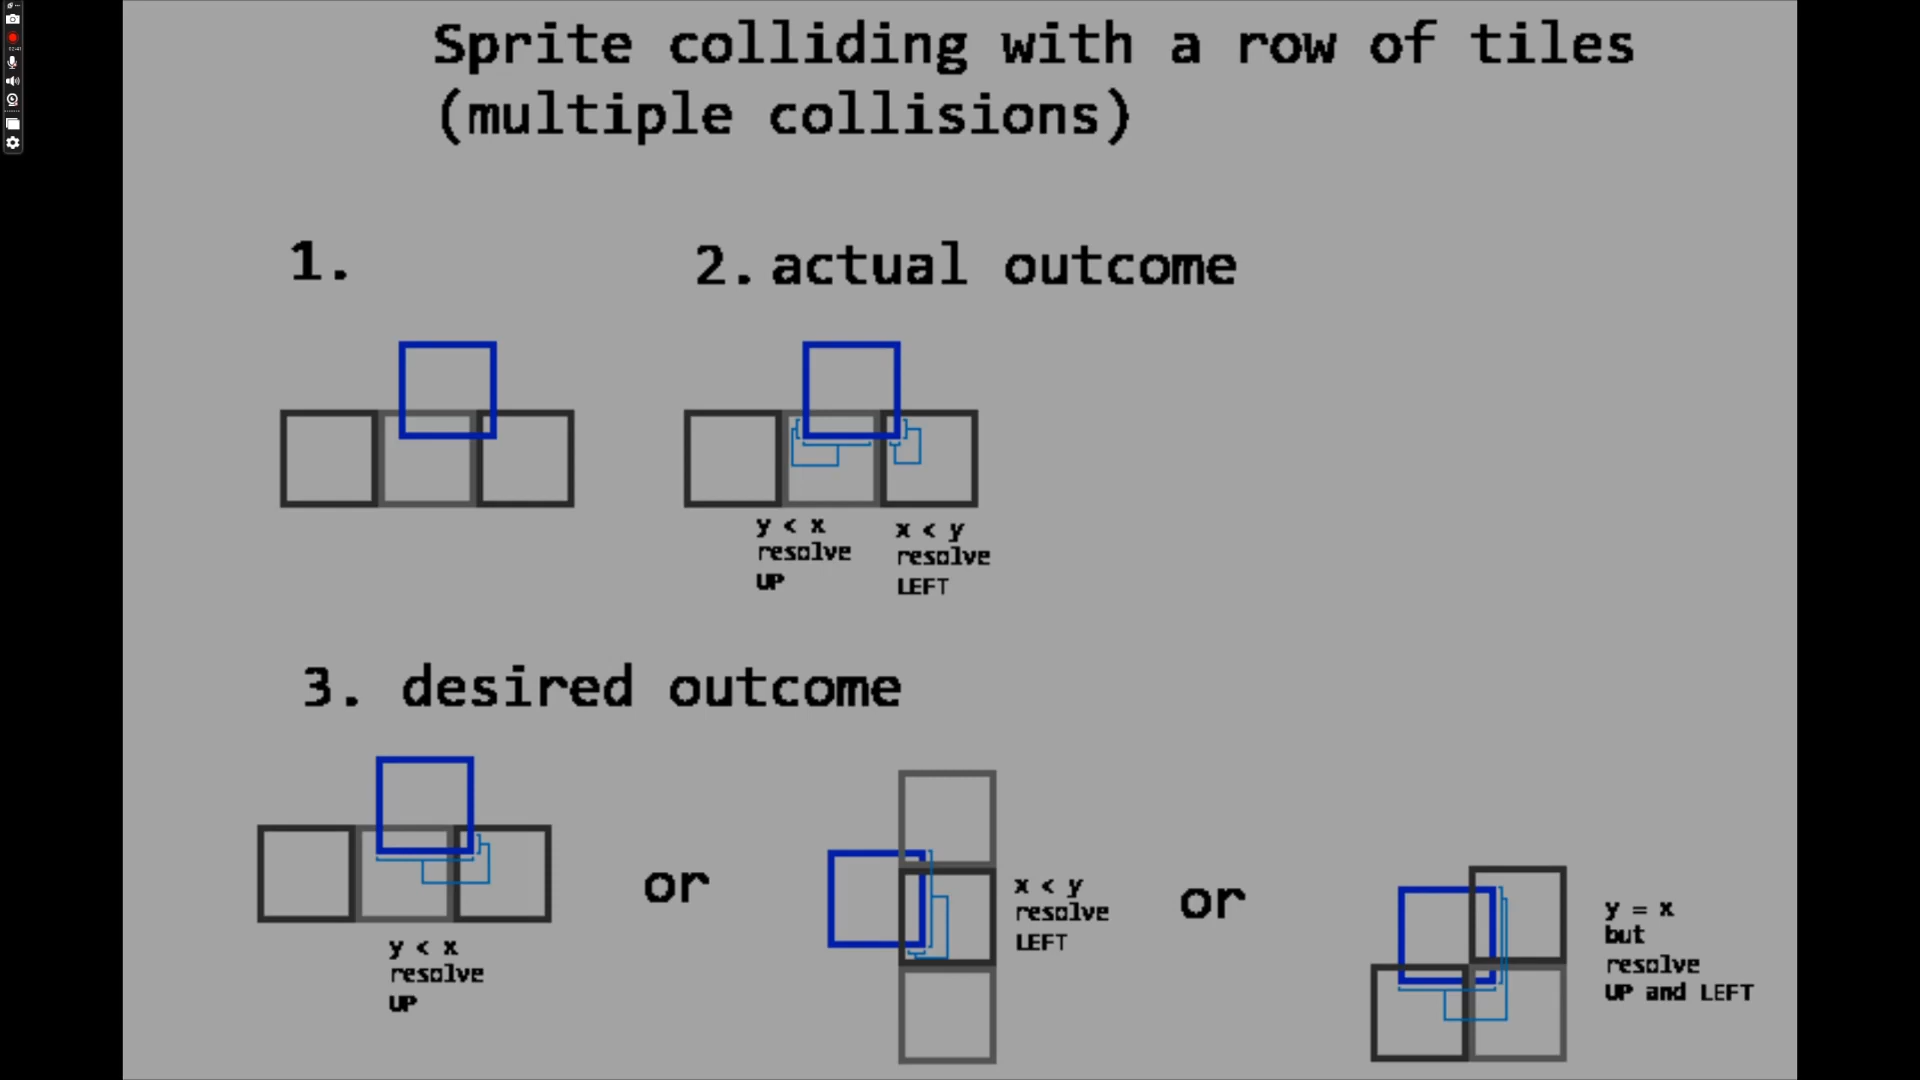 Sprite colliding with a row of tiles
(multiple collisions)
1.
2. actual outcome
y < x
resolve
UP
x < y
resolve
LEFT
3. desired outcome
y < x
resolve
UP
or
x < y
resolve
LEFT
or
y = x
but
resolve
UP and LEFT